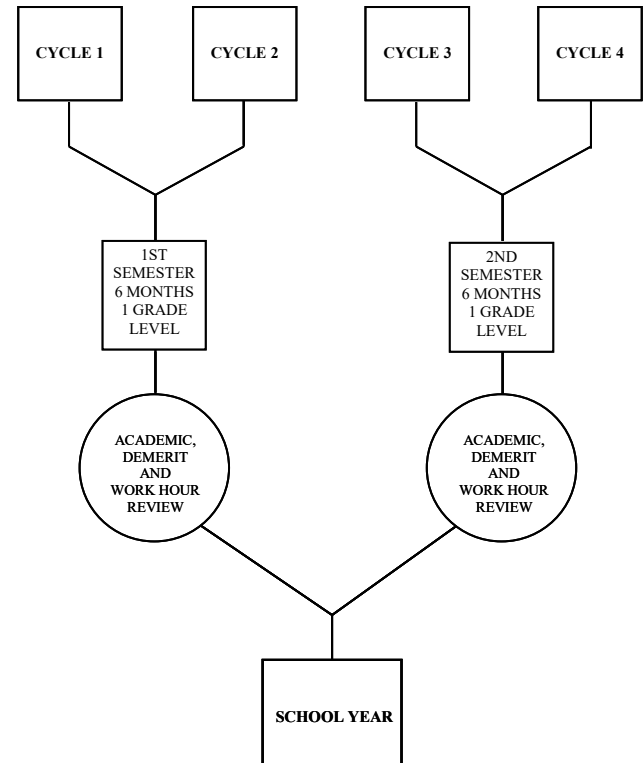 CYCLE 1
CYCLE 2
CYCLE 3
CYCLE 4
1ST
SEMESTER
6 MONTHS
1 GRADE
LEVEL
2ND
SEMESTER
6 MONTHS
1 GRADE
LEVEL
ACADEMIC,
DEMERIT
AND
WORK HOUR
REVIEW
ACADEMIC,
DEMERIT
AND
WORK HOUR
REVIEW
SCHOOL YEAR